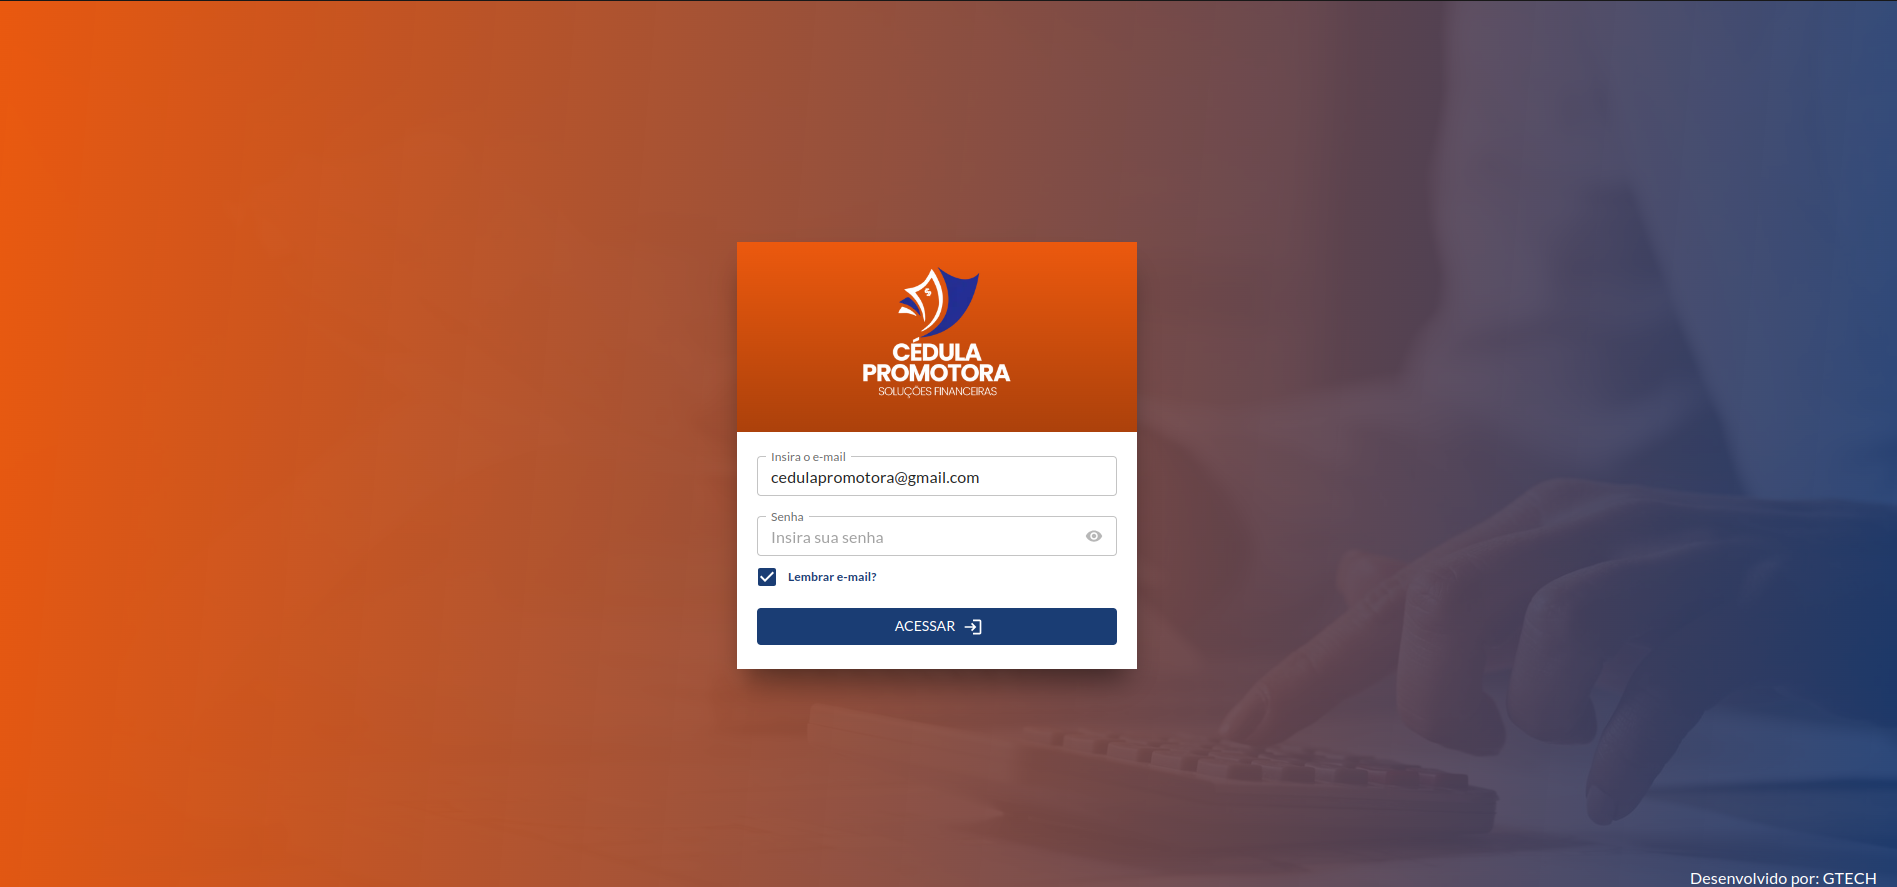 CÉDULA
PROMOTORA
SOLUÇÕES FINANCEIRAS
Insira o e-mail
cedulapromotora@gmail.com
Senha
Insira sua senha
Lembrar e-mail?
ACESSAR
Desenvolvido por: GTECH